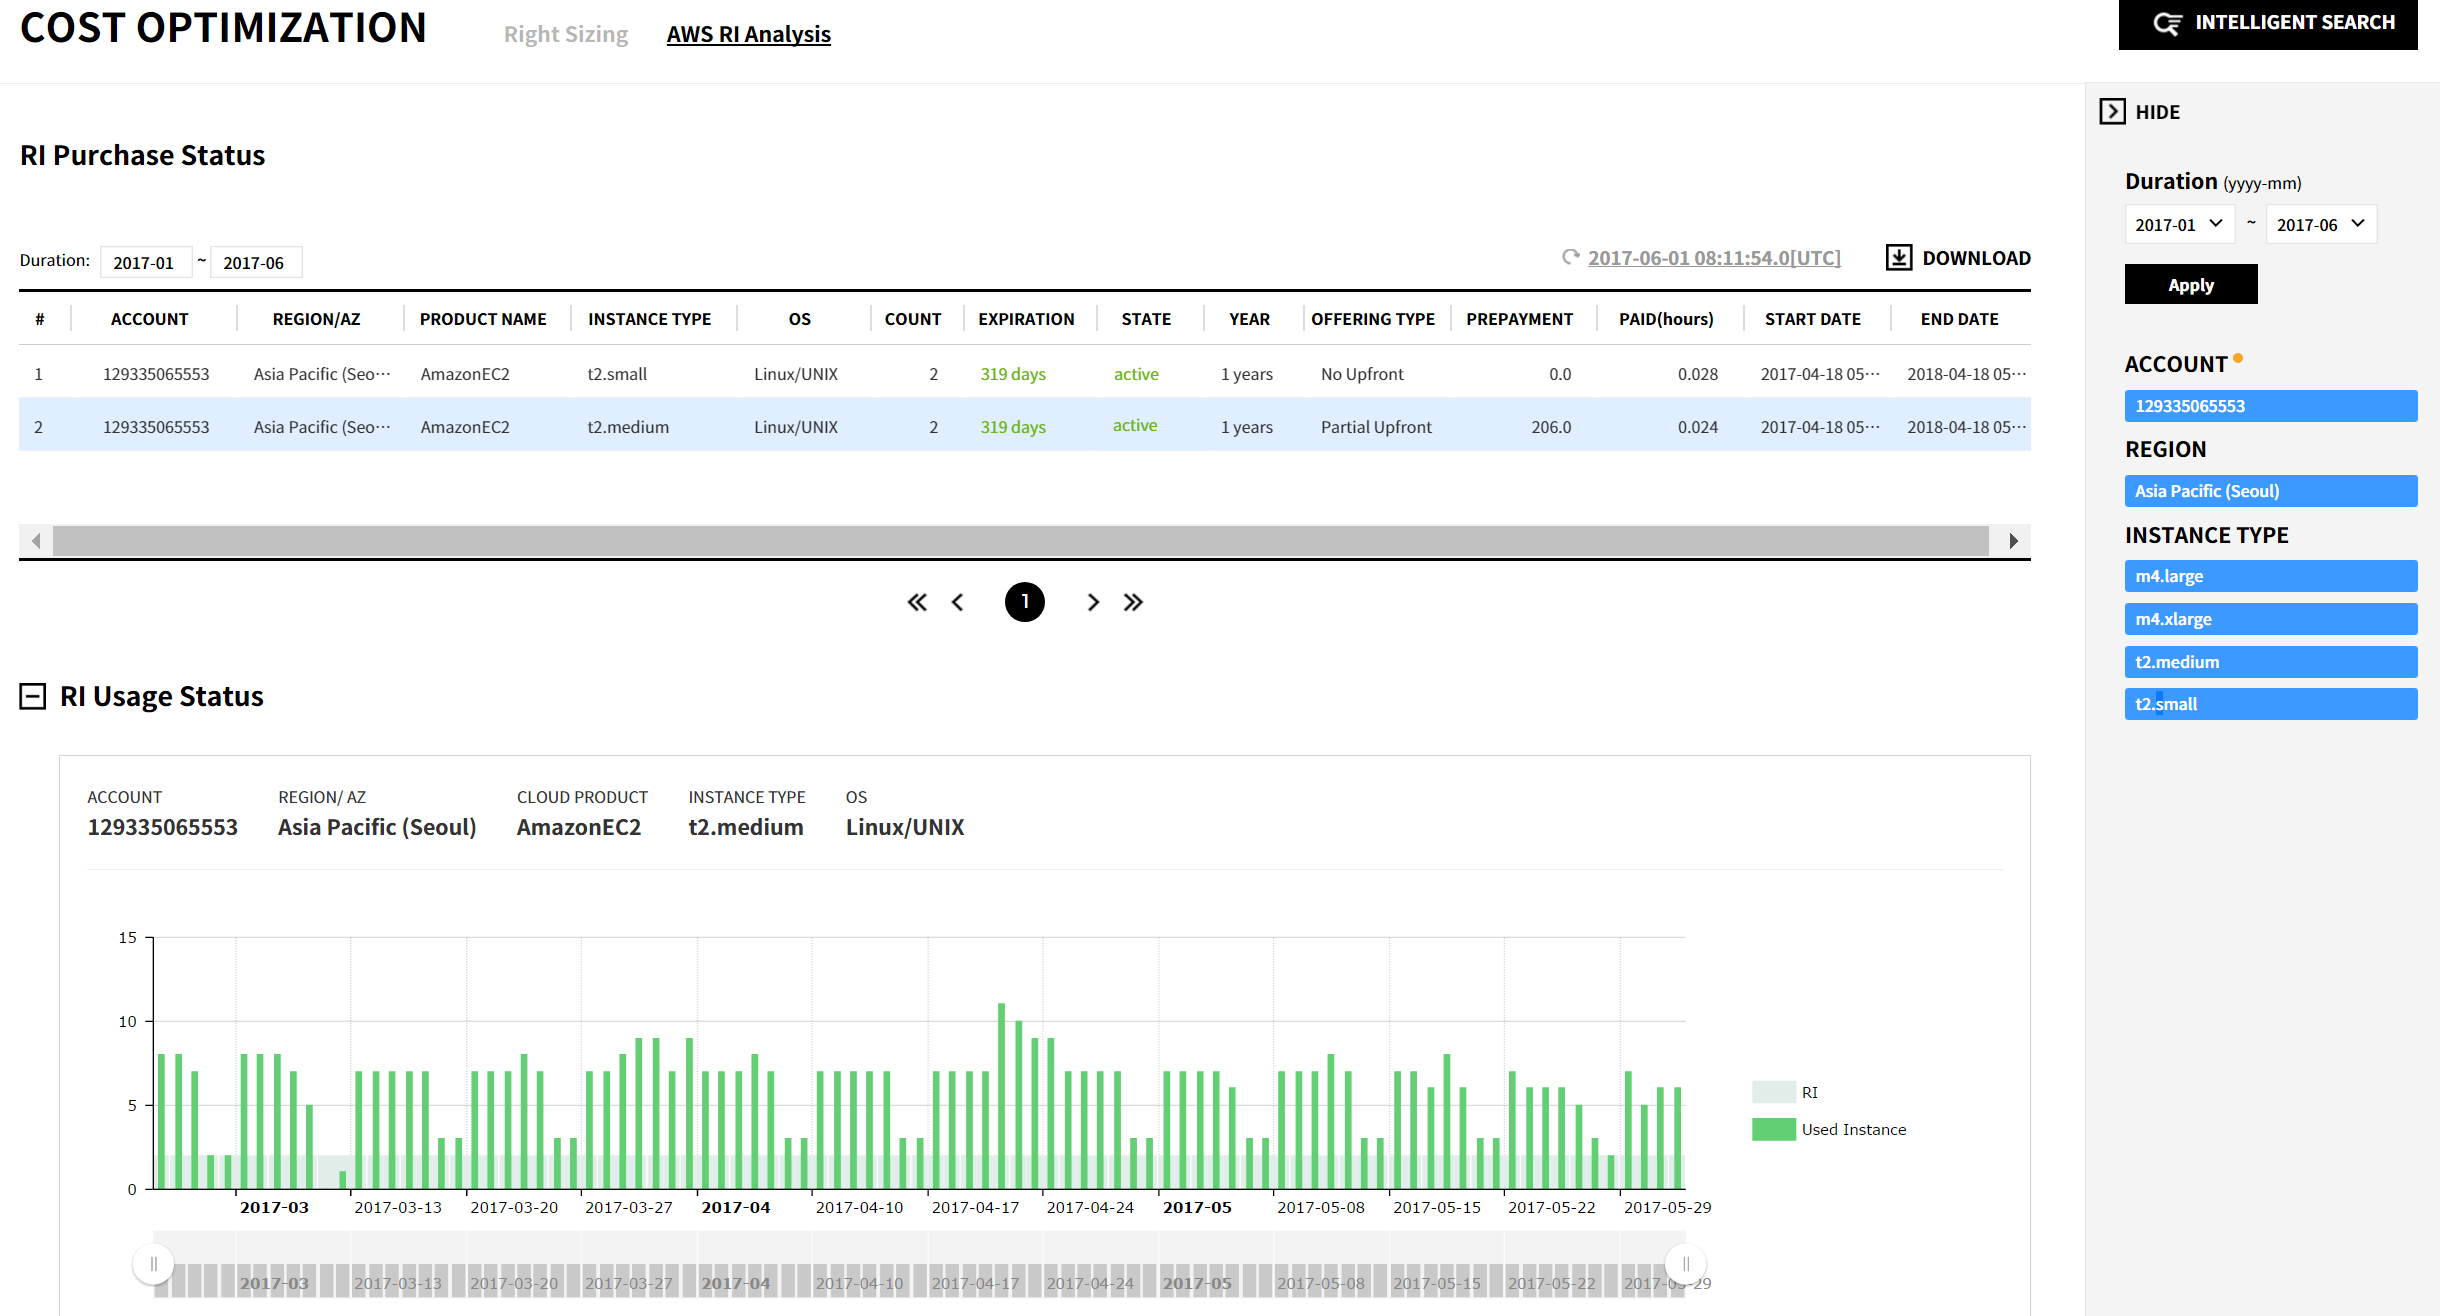 COST OPTIMIZATION
Right Sizing
AWS RI Analysis
INTELLIGENT SEARCH
RI Purchase Status
Duration: 2017-01 ~ 2017-06
2017-06-01 08:11:54.0[UTC]
DOWNLOAD
# ACCOUNT REGION/AZ PRODUCT NAME INSTANCE TYPE OS COUNT EXPIRATION STATE YEAR OFFERING TYPE PREPAYMENT PAID(hours) START DATE END DATE
1 129335065553 Asia Pacific (Seo··· AmazonEC2 t2.small Linux/UNIX 2 319 days active 1 years No Upfront 0.0 0.028 2017-04-18 05··· 2018-04-18 05···
2 129335065553 Asia Pacific (Seo··· AmazonEC2 t2.medium Linux/UNIX 2 319 days active 1 years Partial Upfront 206.0 0.024 2017-04-18 05··· 2018-04-18 05···
1
RI Usage Status
ACCOUNT REGION/ AZ CLOUD PRODUCT INSTANCE TYPE OS
129335065553 Asia Pacific (Seoul) AmazonEC2 t2.medium Linux/UNIX
15
10
5
0
2017-03 2017-03-13 2017-03-20 2017-03-27 2017-04 2017-04-10 2017-04-17 2017-04-24 2017-05 2017-05-08 2017-05-15 2017-05-22 2017-05-29
RI
Used Instance
2017-03 2017-03-13 2017-03-20 2017-03-27 2017-04 2017-04-10 2017-04-17 2017-04-24 2017-05 2017-05-08 2017-05-15 2017-05-22 2017-05-29
HIDE
Duration (yyyy-mm)
2017-01 ~ 2017-06
Apply
ACCOUNT
129335065553
REGION
Asia Pacific (Seoul)
INSTANCE TYPE
m4.large
m4.xlarge
t2.medium
t2.small